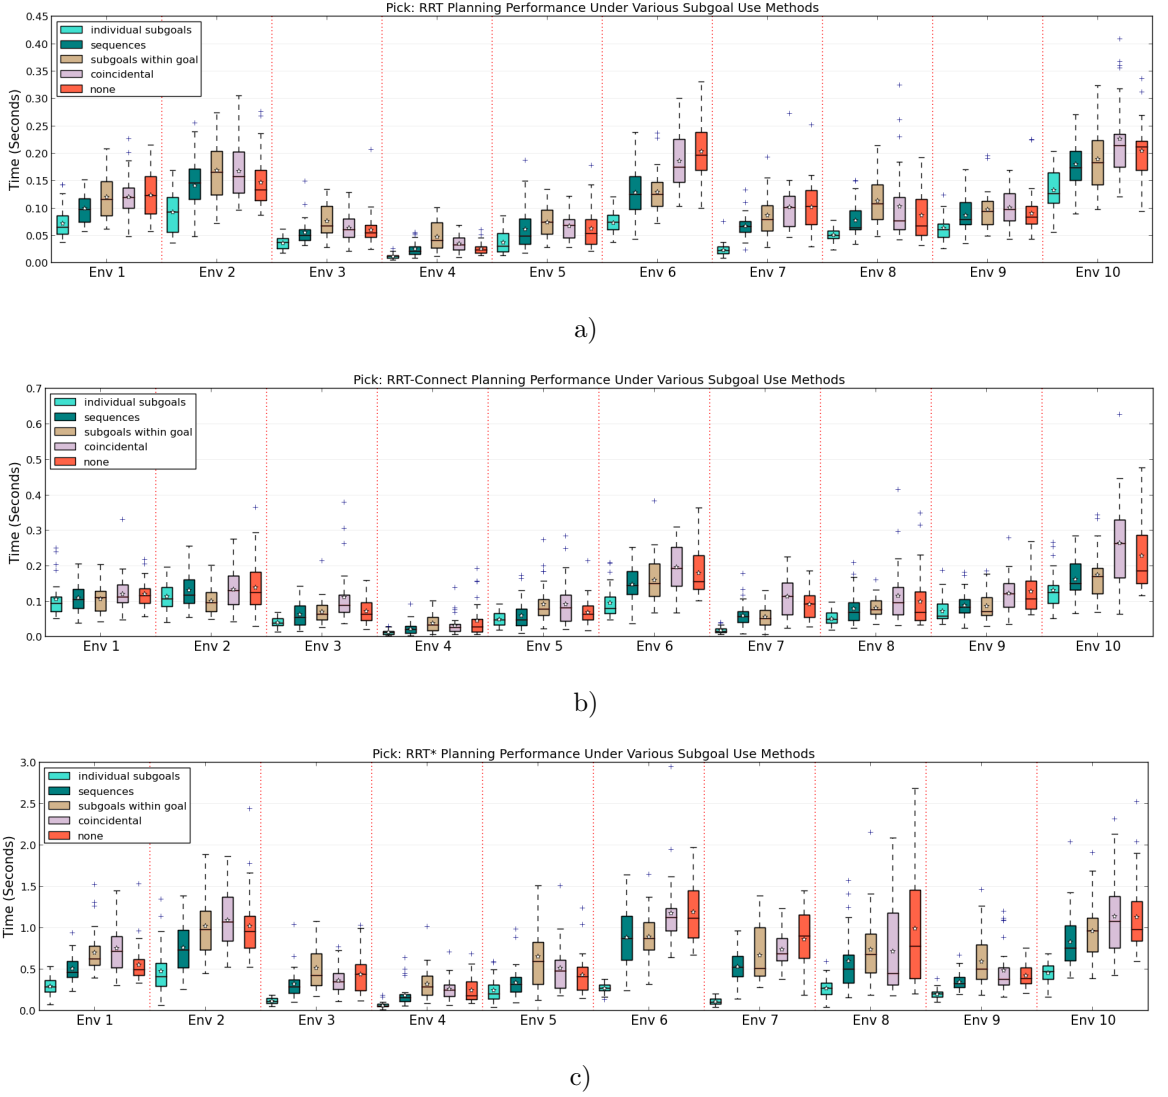 Pick: RRT Planning Performance Under Various Subgoal Use Methods
0.45
0.40
0.35
0.30
0.25
0.20
0.15
0.10
0.05
0.00
Time (Seconds)
individual subgoals
sequences
subgoals within goal
coincidental
none
Env 1 Env 2 Env 3 Env 4 Env 5 Env 6 Env 7 Env 8 Env 9 Env 10
a)
Pick: RRT-Connect Planning Performance Under Various Subgoal Use Methods
0.7
0.6
0.5
0.4
0.3
0.2
0.1
0.0
Time (Seconds)
individual subgoals
sequences
subgoals within goal
coincidental
none
Env 1 Env 2 Env 3 Env 4 Env 5 Env 6 Env 7 Env 8 Env 9 Env 10
b)
Pick: RRT* Planning Performance Under Various Subgoal Use Methods
3.0
2.5
2.0
1.5
1.0
0.5
0.0
Time (Seconds)
individual subgoals
sequences
subgoals within goal
coincidental
none
Env 1 Env 2 Env 3 Env 4 Env 5 Env 6 Env 7 Env 8 Env 9 Env 10
c)